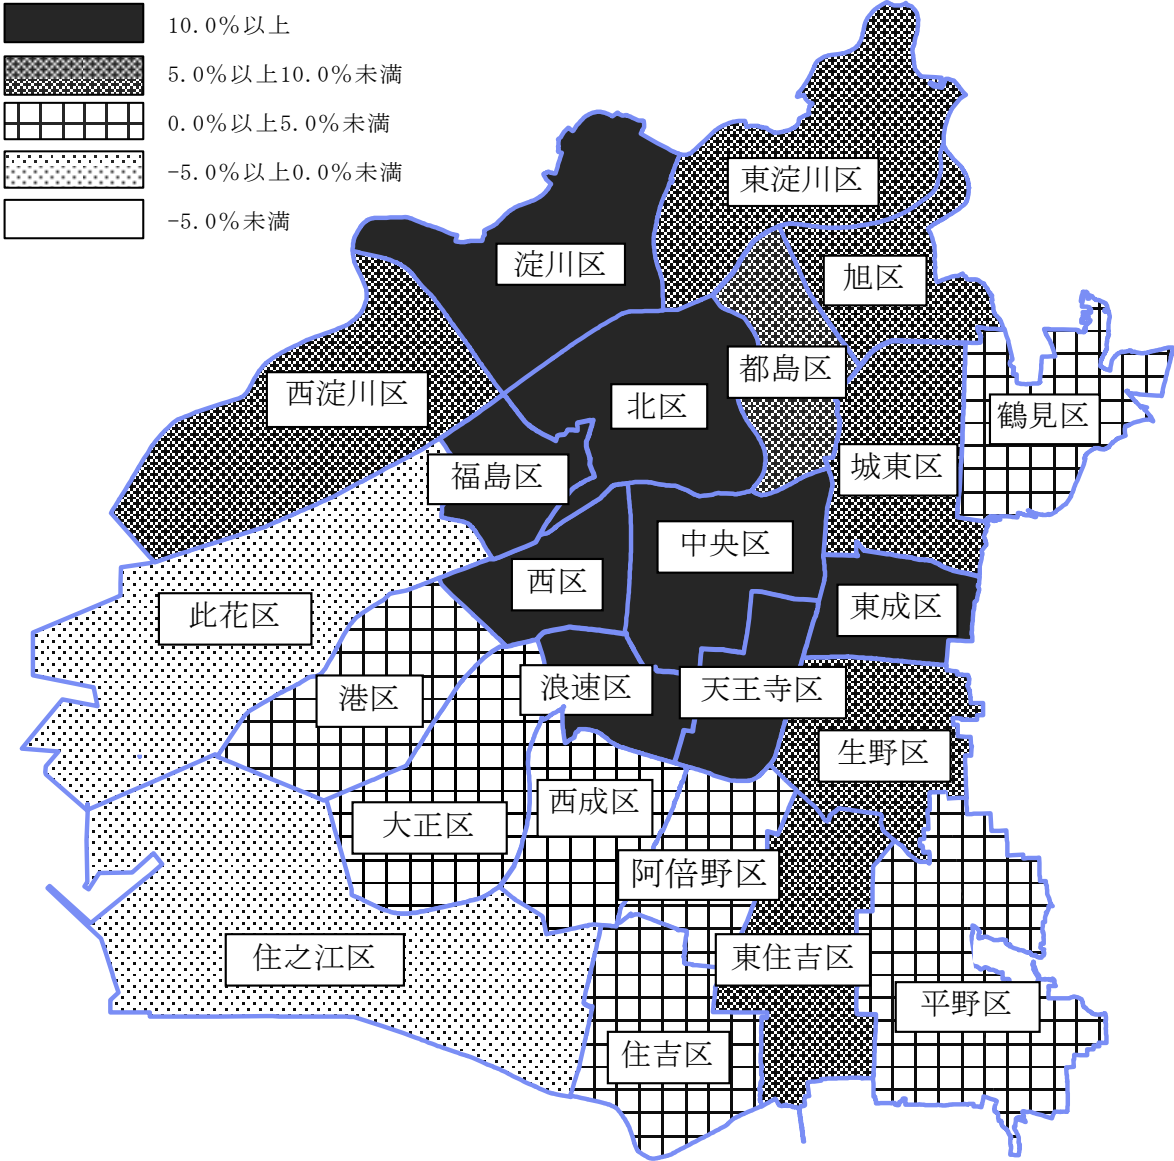 10.0%以上
5.0%以上10.0%未満
0.0%以上5.0%未満
-5.0%以上0.0%未満
-5.0%未満
東淀川区
淀川区
旭区
都島区
西淀川区
北区
鶴見区
城東区
福島区
中央区
西区
東成区
此花区
浪速区
天王寺区
港区
生野区
西成区
大正区
阿倍野区
住之江区
東住吉区
平野区
住吉区